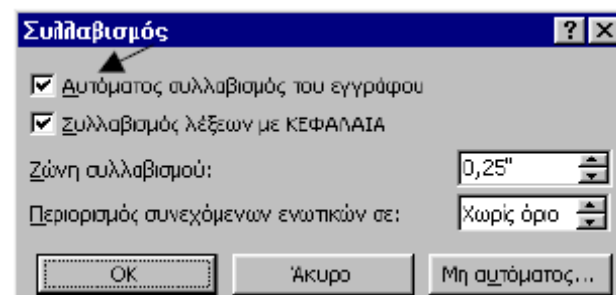 Συλλαβισμός
Αυτόματος συλλαβισμός του εγγράφου
Συλλαβισμός λέξεων με ΚΕΦΑΛΑΙΑ
Ζώνη συλλαβισμού: 0,25"
Περιορισμός συνεχόμενων ενωτικών σε: Χωρίς όριο
OK Άκυρο Μη αυτόματος...